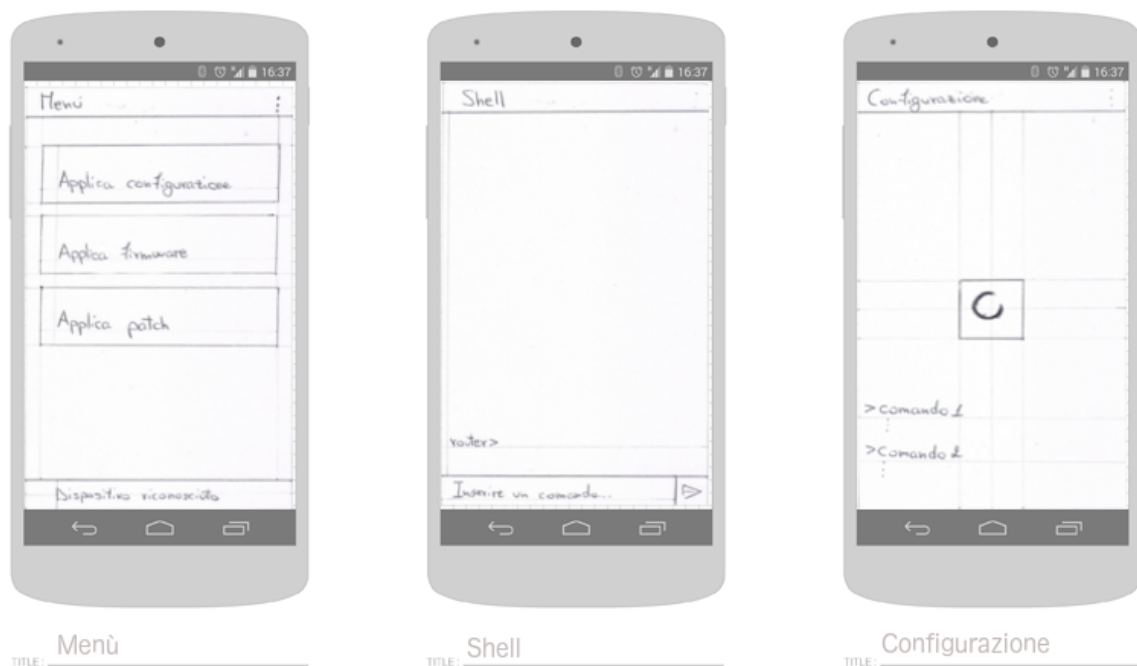 16:37
Menù
Applica configurazione
Applica firmware
Applica patch
Dispositivo riconosciuto
TITLE: Menù
16:37
Shell
router>
Inserire un comando...
TITLE: Shell
16:37
Configurazione
>comando 1
>Comando 2
TITLE: Configurazione